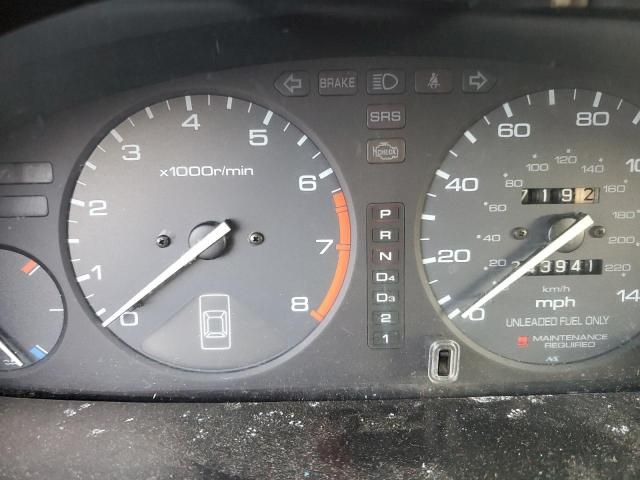 BRAKE
SRS
CHECK
x1000r/min
0
1
2
3
4
5
6
7
8
P
R
N
D4
D3
2
1
0
20
40
60
80
20
40
80
100
120
140
160
180
200
220
7192
km/h
mph
UNLEADED FUEL ONLY
MAINTENANCE
REQUIRED